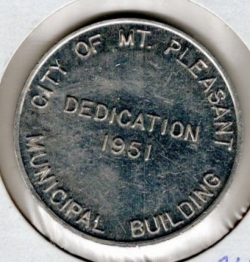 CITY OF MT. PLEASANT
DEDICATION
1951
MUNICIPAL BUILDING